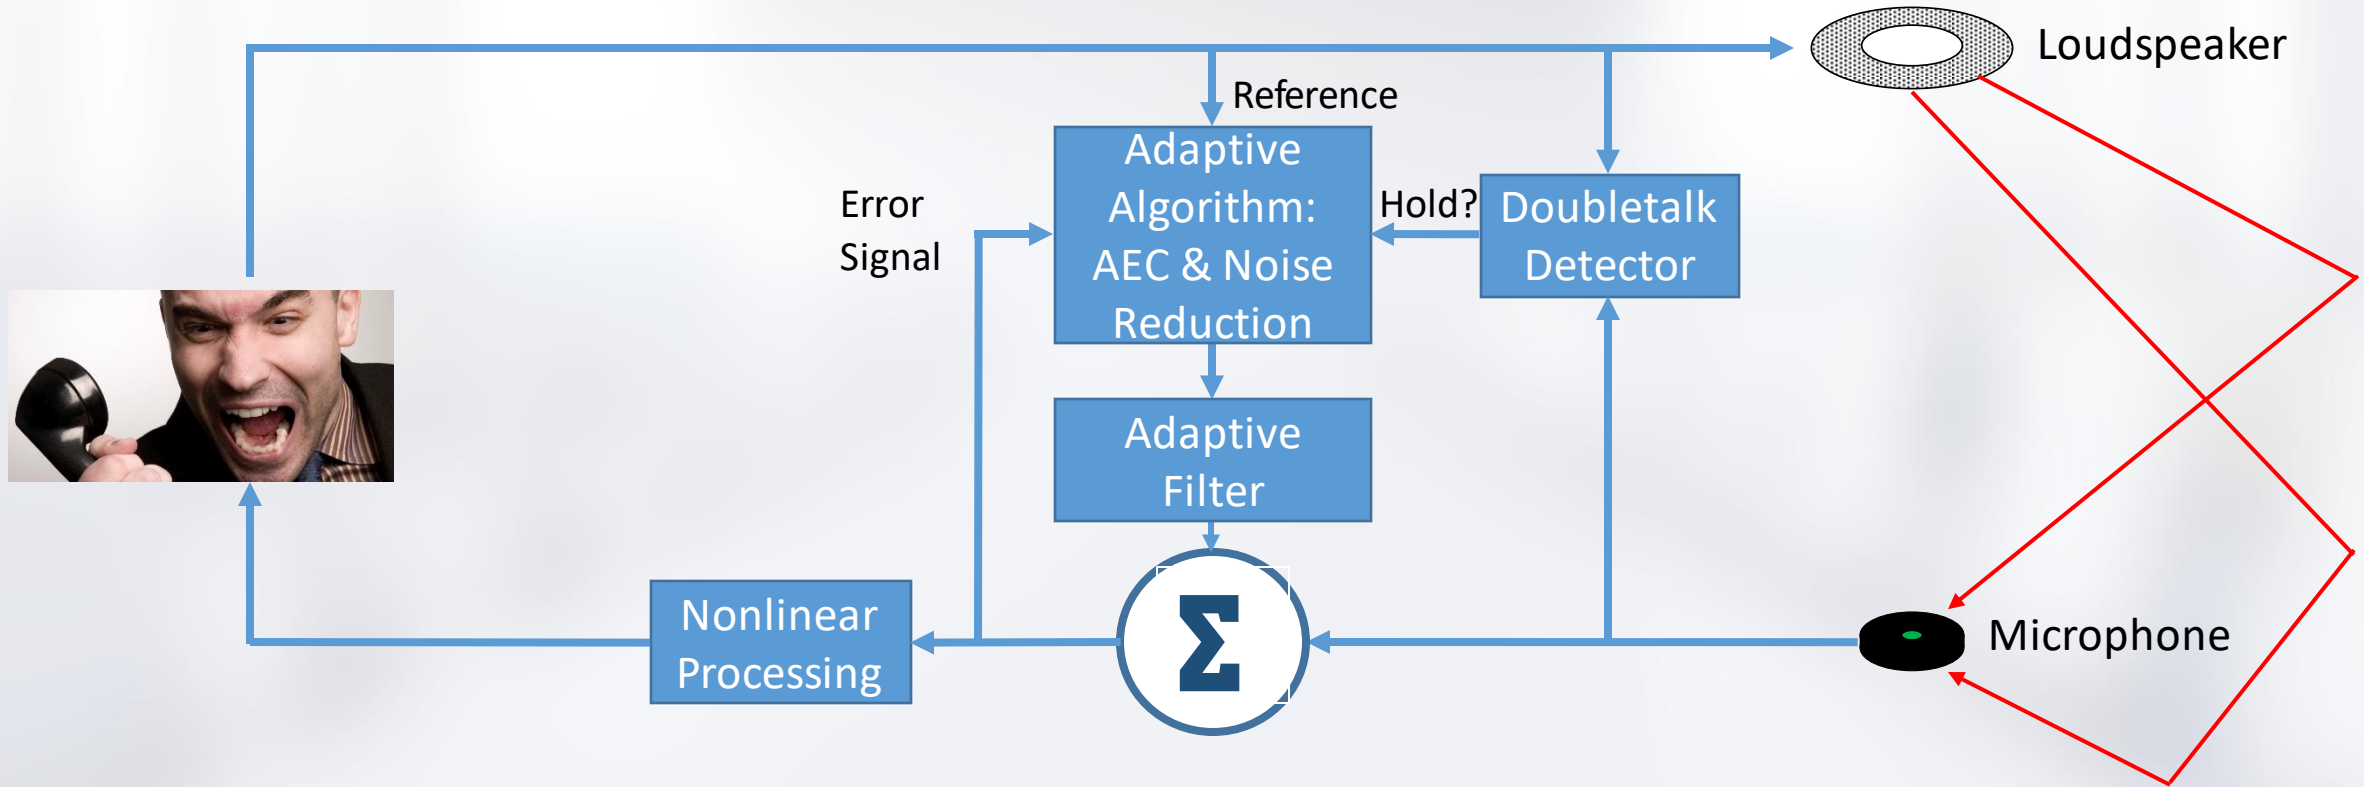 Loudspeaker
Reference
Adaptive
Algorithm:
AEC & Noise
Reduction
Error
Signal
Hold?
Doubletalk
Detector
Adaptive
Filter
Nonlinear
Processing
Σ
Microphone